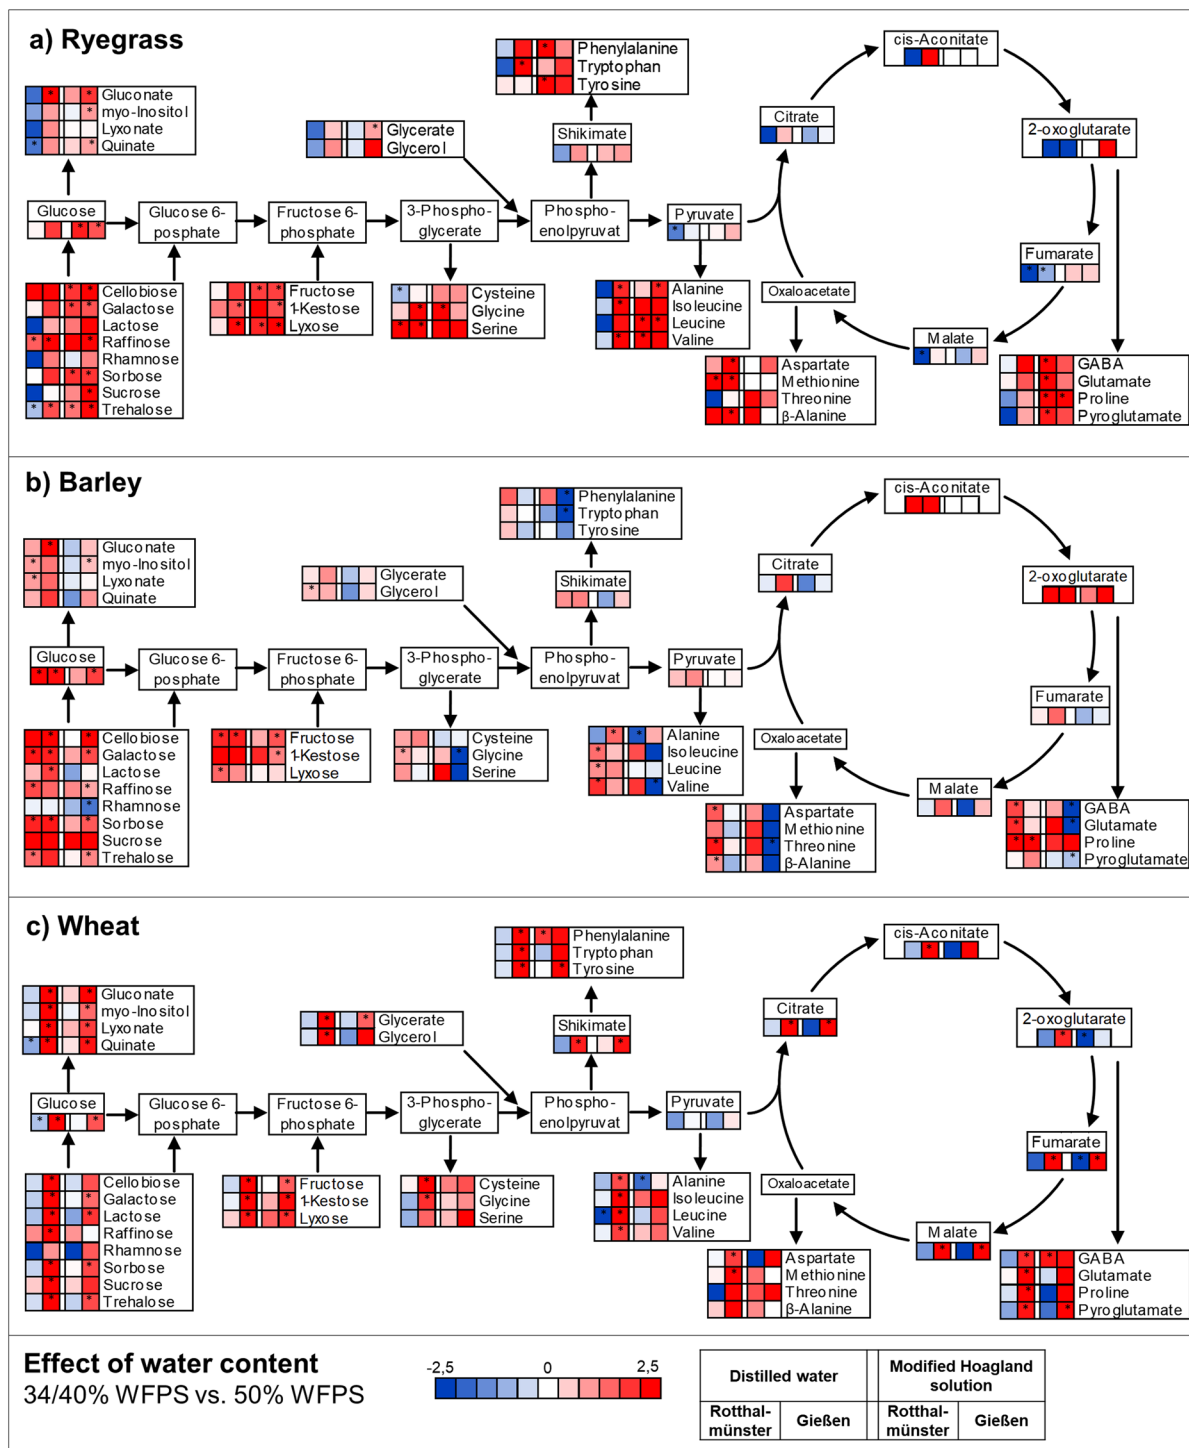 a) Ryegrass
Phenylalanine
Tryptophan
Tyrosine
cis-Aconitate
Gluconate
myo-Inositol
Lyxonate
Quinate
Glycerate
Glycerol
Shikimate
Citrate
2-oxoglutarate
Glucose
Glucose 6-
posphate
Fructose 6-
phosphate
3-Phospho-
glycerate
Phospho-
enolpyruvat
Pyruvate
Fumarate
Cellobiose
Galactose
Lactose
Raffinose
Rhamnose
Sorbose
Sucrose
Trehalose
Fructose
1-Kestose
Lyxose
Cysteine
Glycine
Serine
Alanine
Isoleucine
Leucine
Valine
Oxaloacetate
Malate
Aspartate
Methionine
Threonine
β-Alanine
GABA
Glutamate
Proline
Pyroglutamate
b) Barley
Phenylalanine
Tryptophan
Tyrosine
cis-Aconitate
Gluconate
myo-Inositol
Lyxonate
Quinate
Glycerate
Glycerol
Shikimate
Citrate
2-oxoglutarate
Glucose
Glucose 6-
posphate
Fructose 6-
phosphate
3-Phospho-
glycerate
Phospho-
enolpyruvat
Pyruvate
Fumarate
Cellobiose
Galactose
Lactose
Raffinose
Rhamnose
Sorbose
Sucrose
Trehalose
Fructose
1-Kestose
Lyxose
Cysteine
Glycine
Serine
Alanine
Isoleucine
Leucine
Valine
Oxaloacetate
Malate
Aspartate
Methionine
Threonine
β-Alanine
GABA
Glutamate
Proline
Pyroglutamate
c) Wheat
Phenylalanine
Tryptophan
Tyrosine
cis-Aconitate
Gluconate
myo-Inositol
Lyxonate
Quinate
Glycerate
Glycerol
Shikimate
Citrate
2-oxoglutarate
Glucose
Glucose 6-
posphate
Fructose 6-
phosphate
3-Phospho-
glycerate
Phospho-
enolpyruvat
Pyruvate
Fumarate
Cellobiose
Galactose
Lactose
Raffinose
Rhamnose
Sorbose
Sucrose
Trehalose
Fructose
1-Kestose
Lyxose
Cysteine
Glycine
Serine
Alanine
Isoleucine
Leucine
Valine
Oxaloacetate
Malate
Aspartate
Methionine
Threonine
β-Alanine
GABA
Glutamate
Proline
Pyroglutamate
Effect of water content
34/40% WFPS vs. 50% WFPS
-2,5 0 2,5
Distilled water
Modified Hoagland
solution
Rotthal-
münster
Gießen
Rotthal-
münster
Gießen